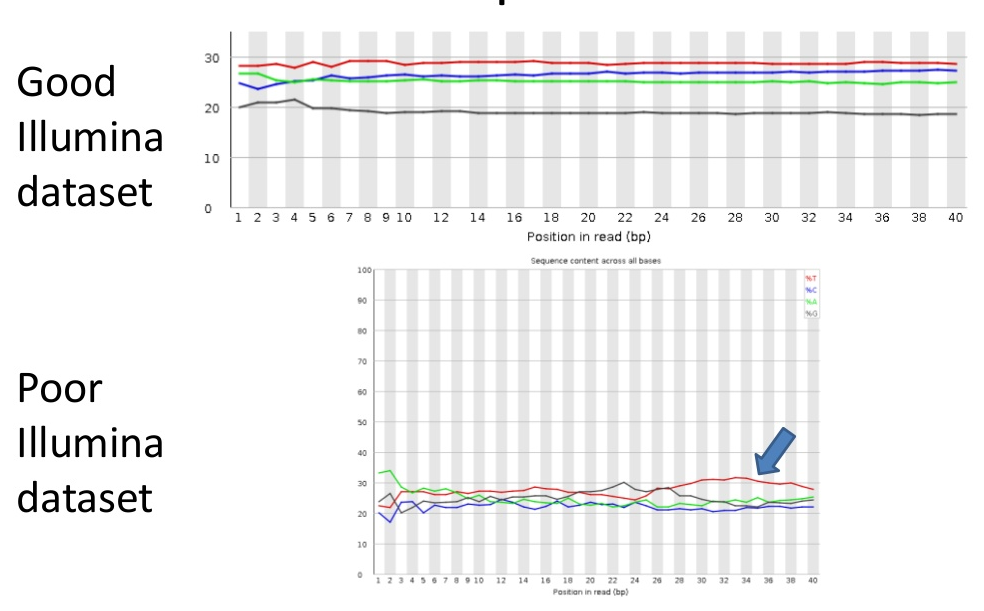 Good
Illumina
dataset
30
20
10
0
1 2 3 4 5 6 7 8 9 10 12 14 16 18 20 22 24 26 28 30 32 34 36 38 40
Position in read (bp)
Sequence content across all bases
100
%T
%C
%A
%G
90
80
70
60
50
40
30
20
10
0
Poor
Illumina
dataset
1 2 3 4 5 6 7 8 9 10 12 14 16 18 20 22 24 26 28 30 32 34 36 38 40
Position in read (bp)